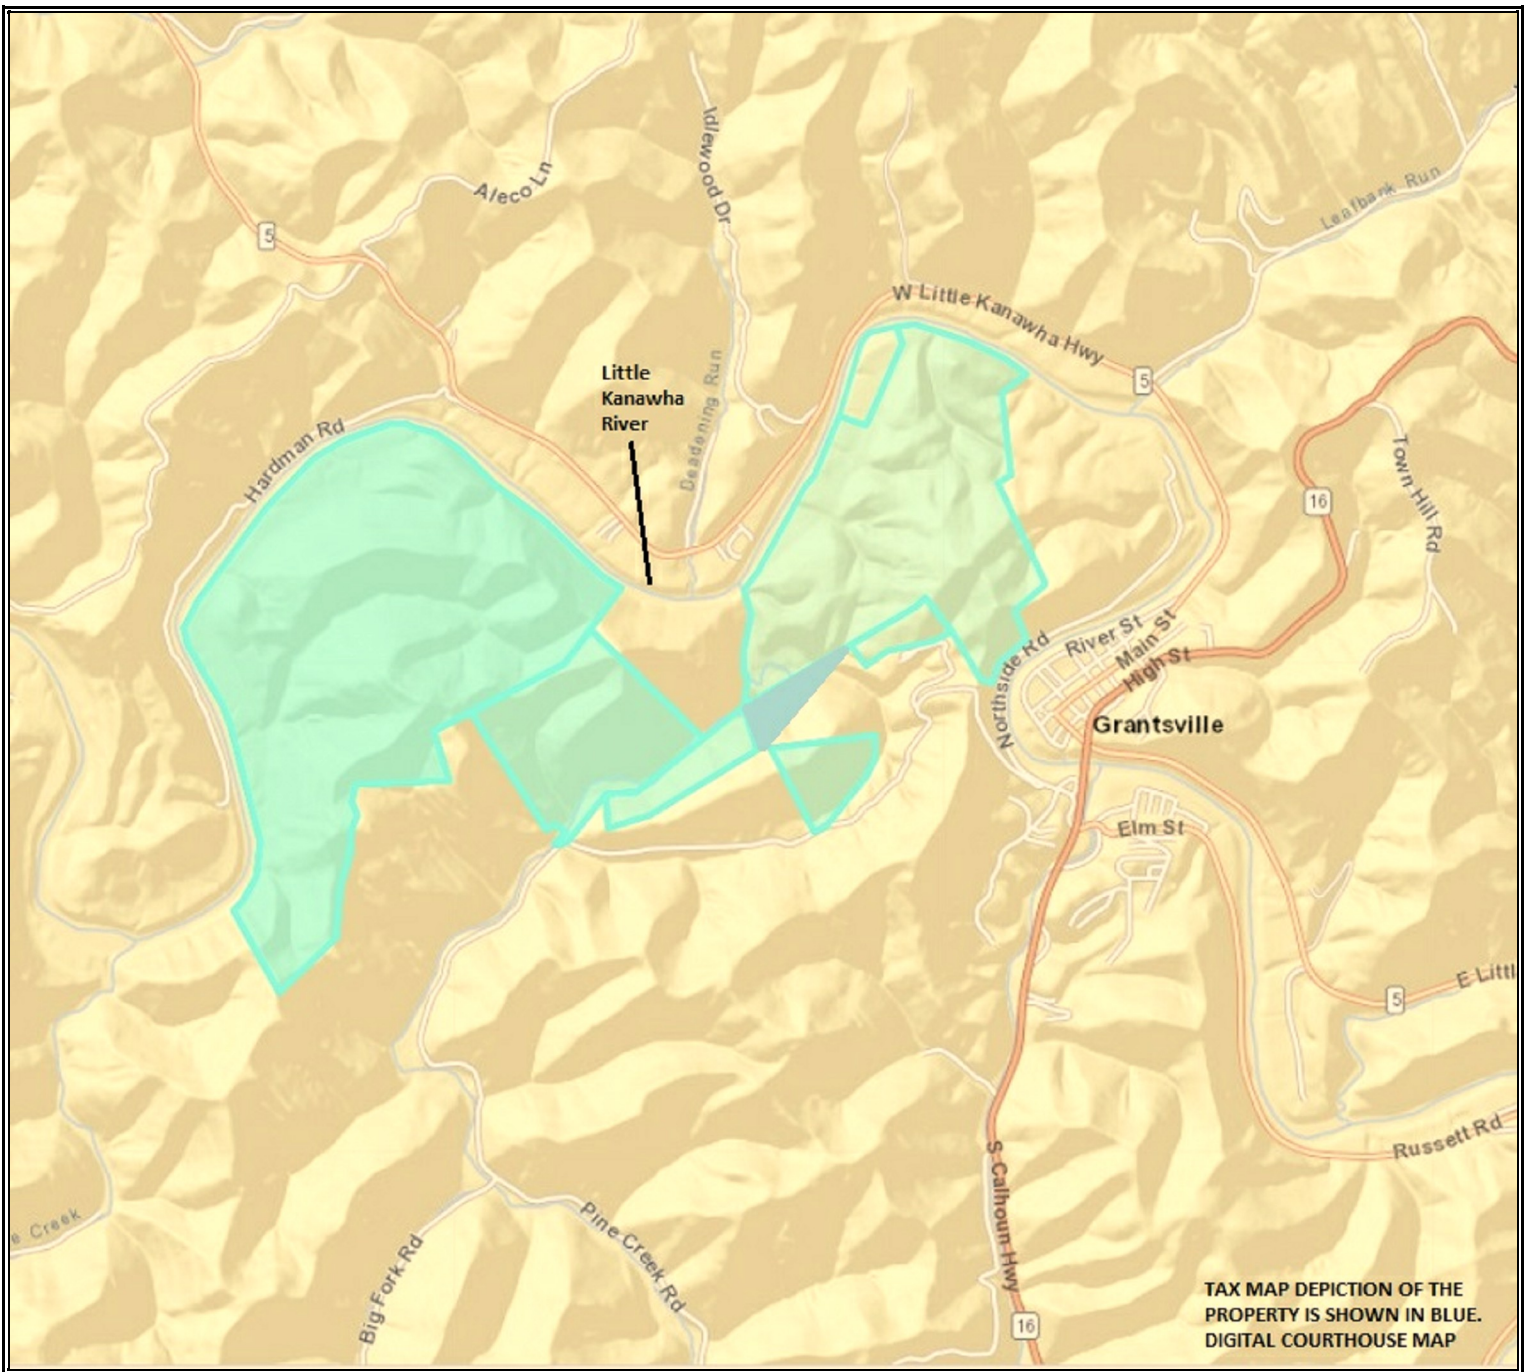 Idlewood Dr
Aleco Ln
Leafbank Run
5
W Little Kanawha Hwy
Deadening Run
Little
Kanawha
River
5
Hardman Rd
Town Hill Rd
16
River St
Main St
High St
Northside Rd
Grantsville
Elm St
E Littl
5
Russett Rd
S Calhoun Hwy
e Creek
Pine Creek Rd
Big Fork Rd
16
TAX MAP DEPICTION OF THE
PROPERTY IS SHOWN IN BLUE.
DIGITAL COURTHOUSE MAP